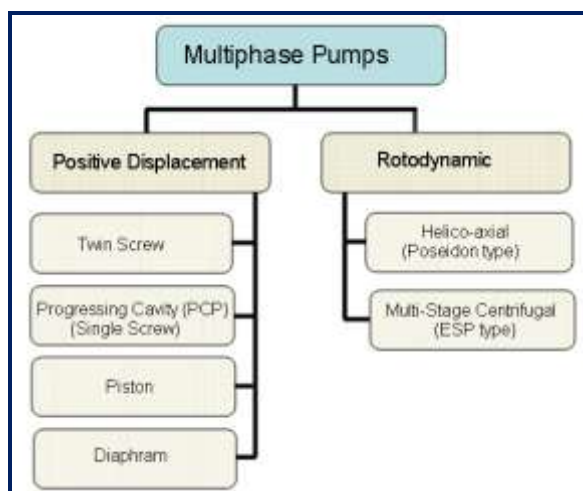 Multiphase Pumps
Positive Displacement
Rotodynamic
Twin Screw
Progressing Cavity (PCP)
(Single Screw)
Piston
Diaphram
Helico-axial
(Poseidon type)
Multi-Stage Centrifugal
(ESP type)